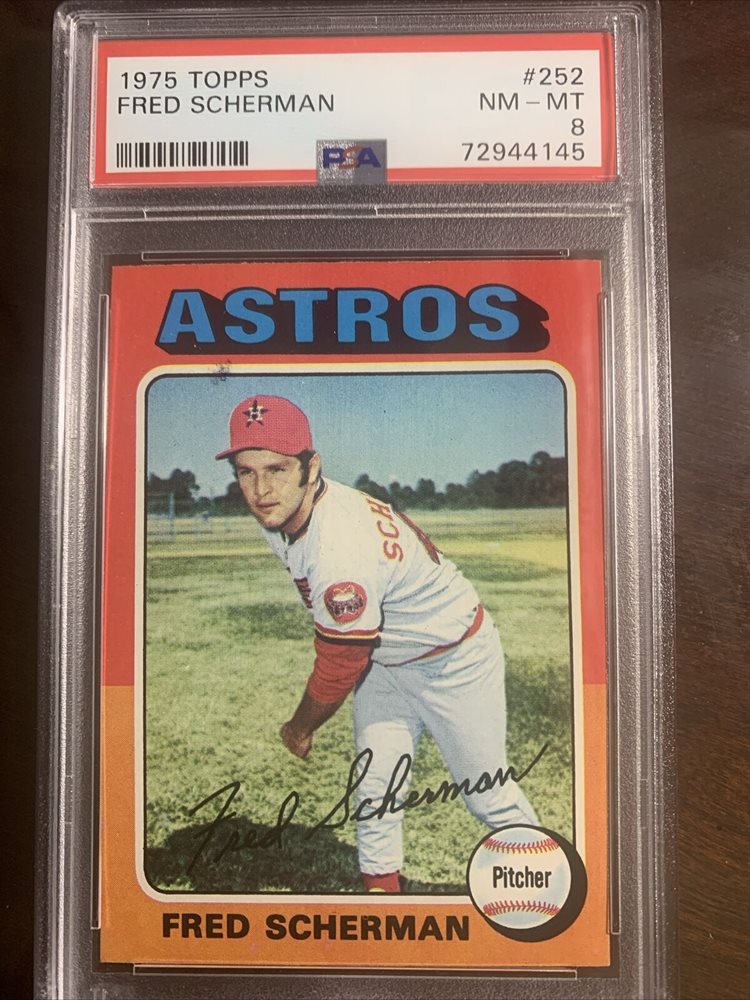 1975 TOPPS #252
FRED SCHERMAN NM – MT
8
PSA 72944145
ASTROS
SCH
Fred Scherman
Pitcher
FRED SCHERMAN